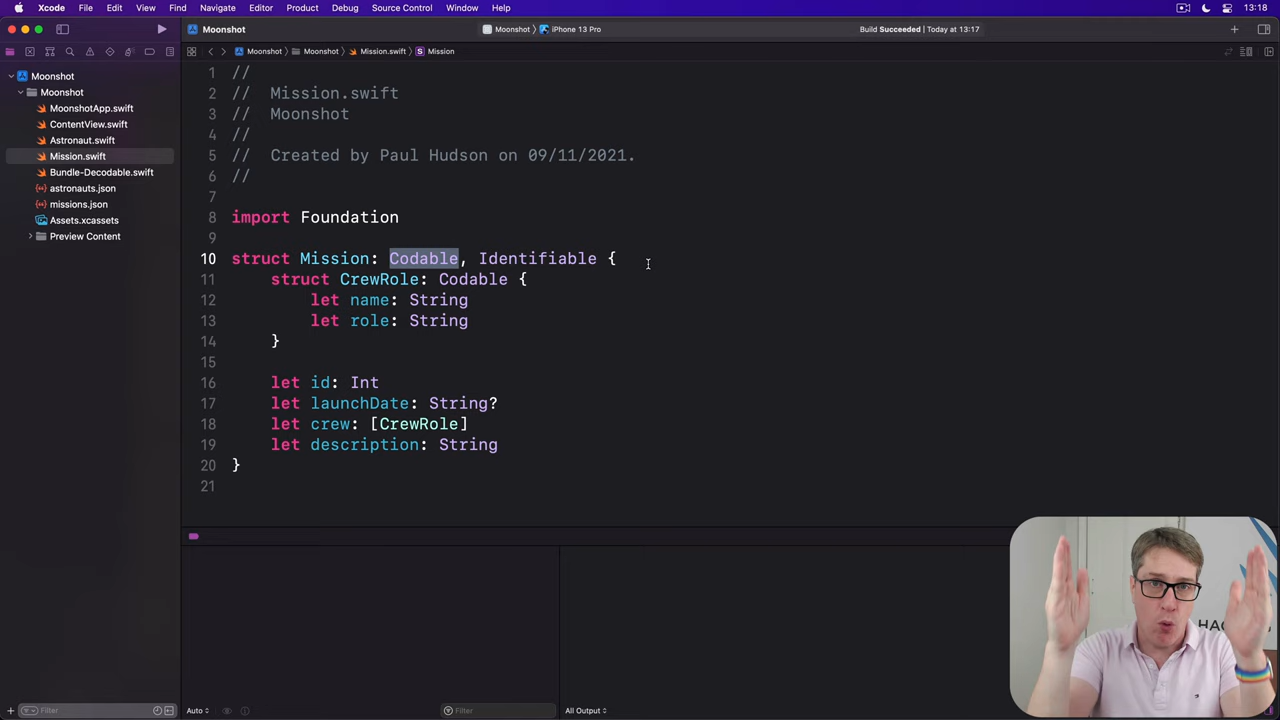 Xcode File Edit View Find Navigate Editor Product Debug Source Control Window Help 13:18
Moonshot Moonshot iPhone 13 Pro Build Succeeded | Today at 13:17
Moonshot Moonshot Mission.swift S Mission
Moonshot
Moonshot
MoonshotApp.swift
ContentView.swift
Astronaut.swift
Mission.swift
Bundle-Decodable.swift
astronauts.json
missions.json
Assets.xcassets
Preview Content
1 //
2 // Mission.swift
3 // Moonshot
4 //
5 // Created by Paul Hudson on 09/11/2021.
6 //
7
8 import Foundation
9
10 struct Mission: Codable, Identifiable {
11 struct CrewRole: Codable {
12 let name: String
13 let role: String
14 }
15
16 let id: Int
17 let launchDate: String?
18 let crew: [CrewRole]
19 let description: String
20 }
21
HAC
Filter Auto Filter All Output